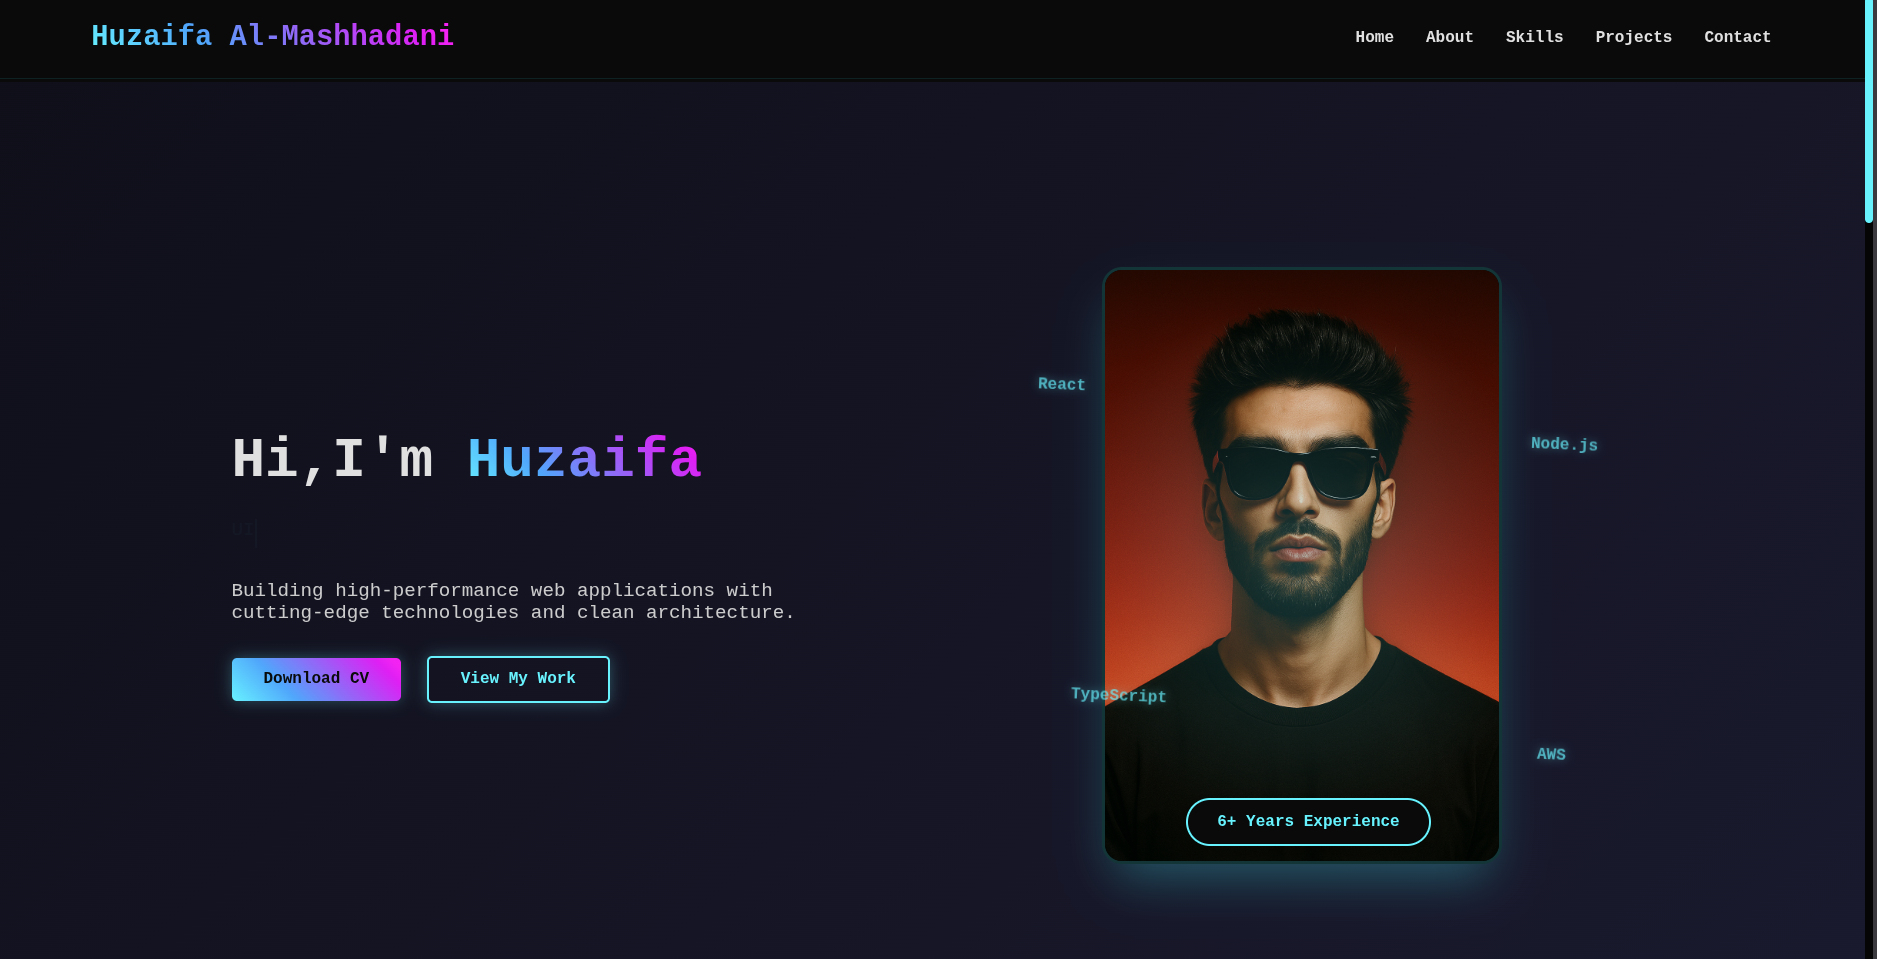 Huzaifa Al-Mashhadani
Home About Skills Projects Contact
Hi,I'm Huzaifa
Building high-performance web applications with
cutting-edge technologies and clean architecture.
Download CV View My Work
React
Node.js
TypeScript
AWS
6+ Years Experience